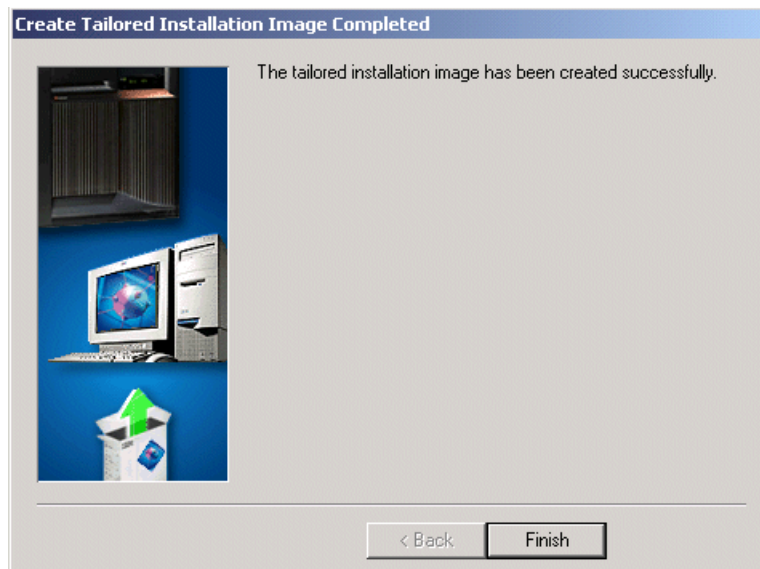 Create Tailored Installation Image Completed
The tailored installation image has been created successfully.
< Back
Finish